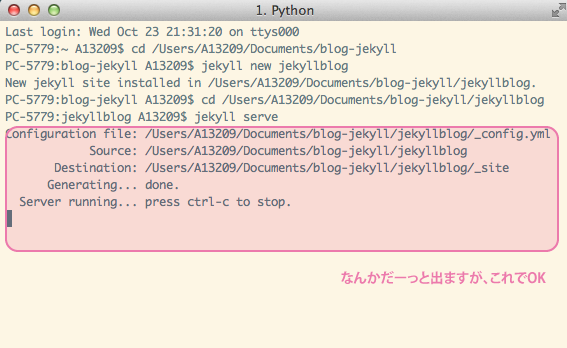 1. Python
Last login: Wed Oct 23 21:31:20 on ttys000
PC-5779:~ A13209$ cd /Users/A13209/Documents/blog-jekyll
PC-5779:blog-jekyll A13209$ jekyll new jekyllblog
New jekyll site installed in /Users/A13209/Documents/blog-jekyll/jekyllblog.
PC-5779:blog-jekyll A13209$ cd /Users/A13209/Documents/blog-jekyll/jekyllblog
PC-5779:jekyllblog A13209$ jekyll serve
Configuration file: /Users/A13209/Documents/blog-jekyll/jekyllblog/_config.yml
Source: /Users/A13209/Documents/blog-jekyll/jekyllblog
Destination: /Users/A13209/Documents/blog-jekyll/jekyllblog/_site
Generating... done.
Server running... press ctrl-c to stop.
なんかだーっと出ますが、これでOK